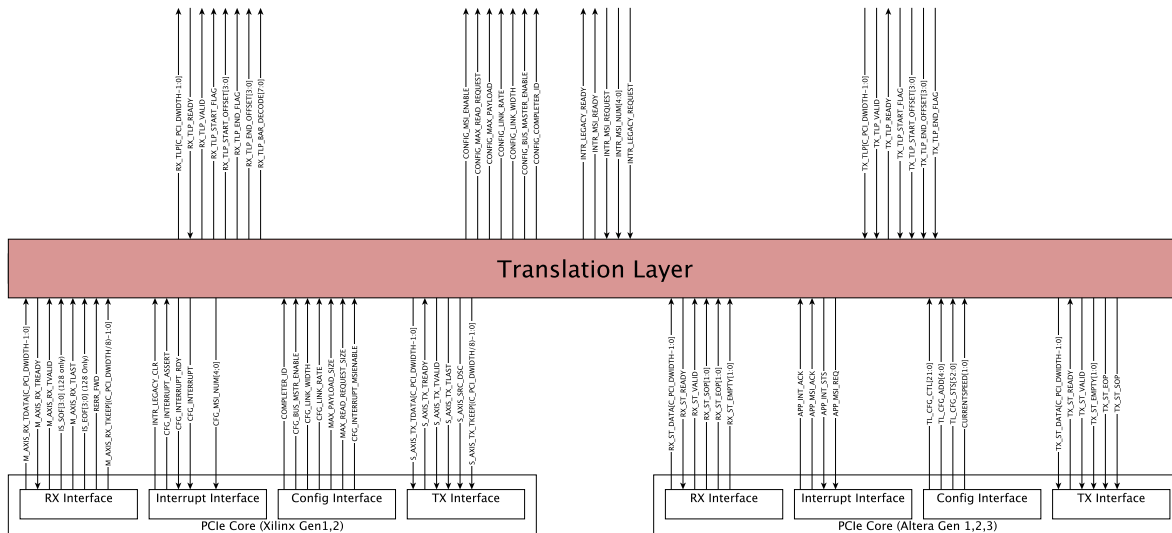 RX_TLP[C_PCI_DWIDTH-1:0]
RX_TLP_READY
RX_TLP_VALID
RX_TLP_START_FLAG
RX_TLP_START_OFFSET[3:0]
RX_TLP_END_FLAG
RX_TLP_END_OFFSET[3:0]
RX_TLP_BAR_DECODE[7:0]
CONFIG_MSI_ENABLE
CONFIG_MAX_READ_REQUEST
CONFIG_MAX_PAYLOAD
CONFIG_LINK_RATE
CONFIG_LINK_WIDTH
CONFIG_BUS_MASTER_ENABLE
CONFIG_COMPLETER_ID
INTR_LEGACY_READY
INTR_MSI_READY
INTR_MSI_REQUEST
INTR_MSI_NUM[4:0]
INTR_LEGACY_REQUEST
TX_TLP[C_PCI_DWIDTH-1:0]
TX_TLP_VALID
TX_TLP_READY
TX_TLP_START_FLAG
TX_TLP_START_OFFSET[3:0]
TX_TLP_END_OFFSET[3:0]
TX_TLP_END_FLAG
Translation Layer
M_AXIS_RX_TDATA[C_PCI_DWIDTH-1:0]
M_AXIS_RX_TREADY
M_AXIS_RX_TVALID
IS_SOF[3:0] (128 only)
M_AXIS_RX_TLAST
IS_EOP[3:0] (128 Only)
RERR_FWD
M_AXIS_RX_TKEEP[(C_PCI_DWIDTH/8)-1:0]
INTR_LEGACY_CLR
CFG_INTERRUPT_ASSERT
CFG_INTERRUPT_RDY
CFG_INTERRUPT
CFG_MSI_NUM[4:0]
COMPLETER_ID
CFG_BUS_MSTR_ENABLE
CFG_LINK_WIDTH
CFG_LINK_RATE
MAX_PAYLOAD_SIZE
MAX_READ_REQUEST_SIZE
CFG_INTERRUPT_MSIENABLE
S_AXIS_TX_TDATA[C_PCI_DWIDTH-1:0]
S_AXIS_TX_TREADY
S_AXIS_TX_TVALID
S_AXIS_TX_TLAST
S_AXIS_SRC_DSC
S_AXIS_TX_TKEEP[(C_PCI_DWIDTH/8)-1:0]
RX_ST_DATA[C_PCI_DWIDTH-1:0]
RX_ST_READY
RX_ST_VALID
RX_ST_SOP[1:0]
RX_ST_EOP[1:0]
RX_ST_EMPTY[1:0]
APP_INT_ACK
APP_MSI_ACK
APP_INT_STS
APP_MSI_REQ
TL_CFG_CTL[21:0]
TL_CFG_ADD[4:0]
TL_CFG_STS[52:0]
CURRENTSPEED[1:0]
TX_ST_DATA[C_PCI_DWIDTH-1:0]
TX_ST_READY
TX_ST_VALID
TX_ST_EMPTY[1:0]
TX_ST_EOP
TX_ST_SOP
RX Interface
Interrupt Interface
Config Interface
TX Interface
PCIe Core (Xilinx Gen1,2)
RX Interface
Interrupt Interface
Config Interface
TX Interface
PCIe Core (Altera Gen 1,2,3)